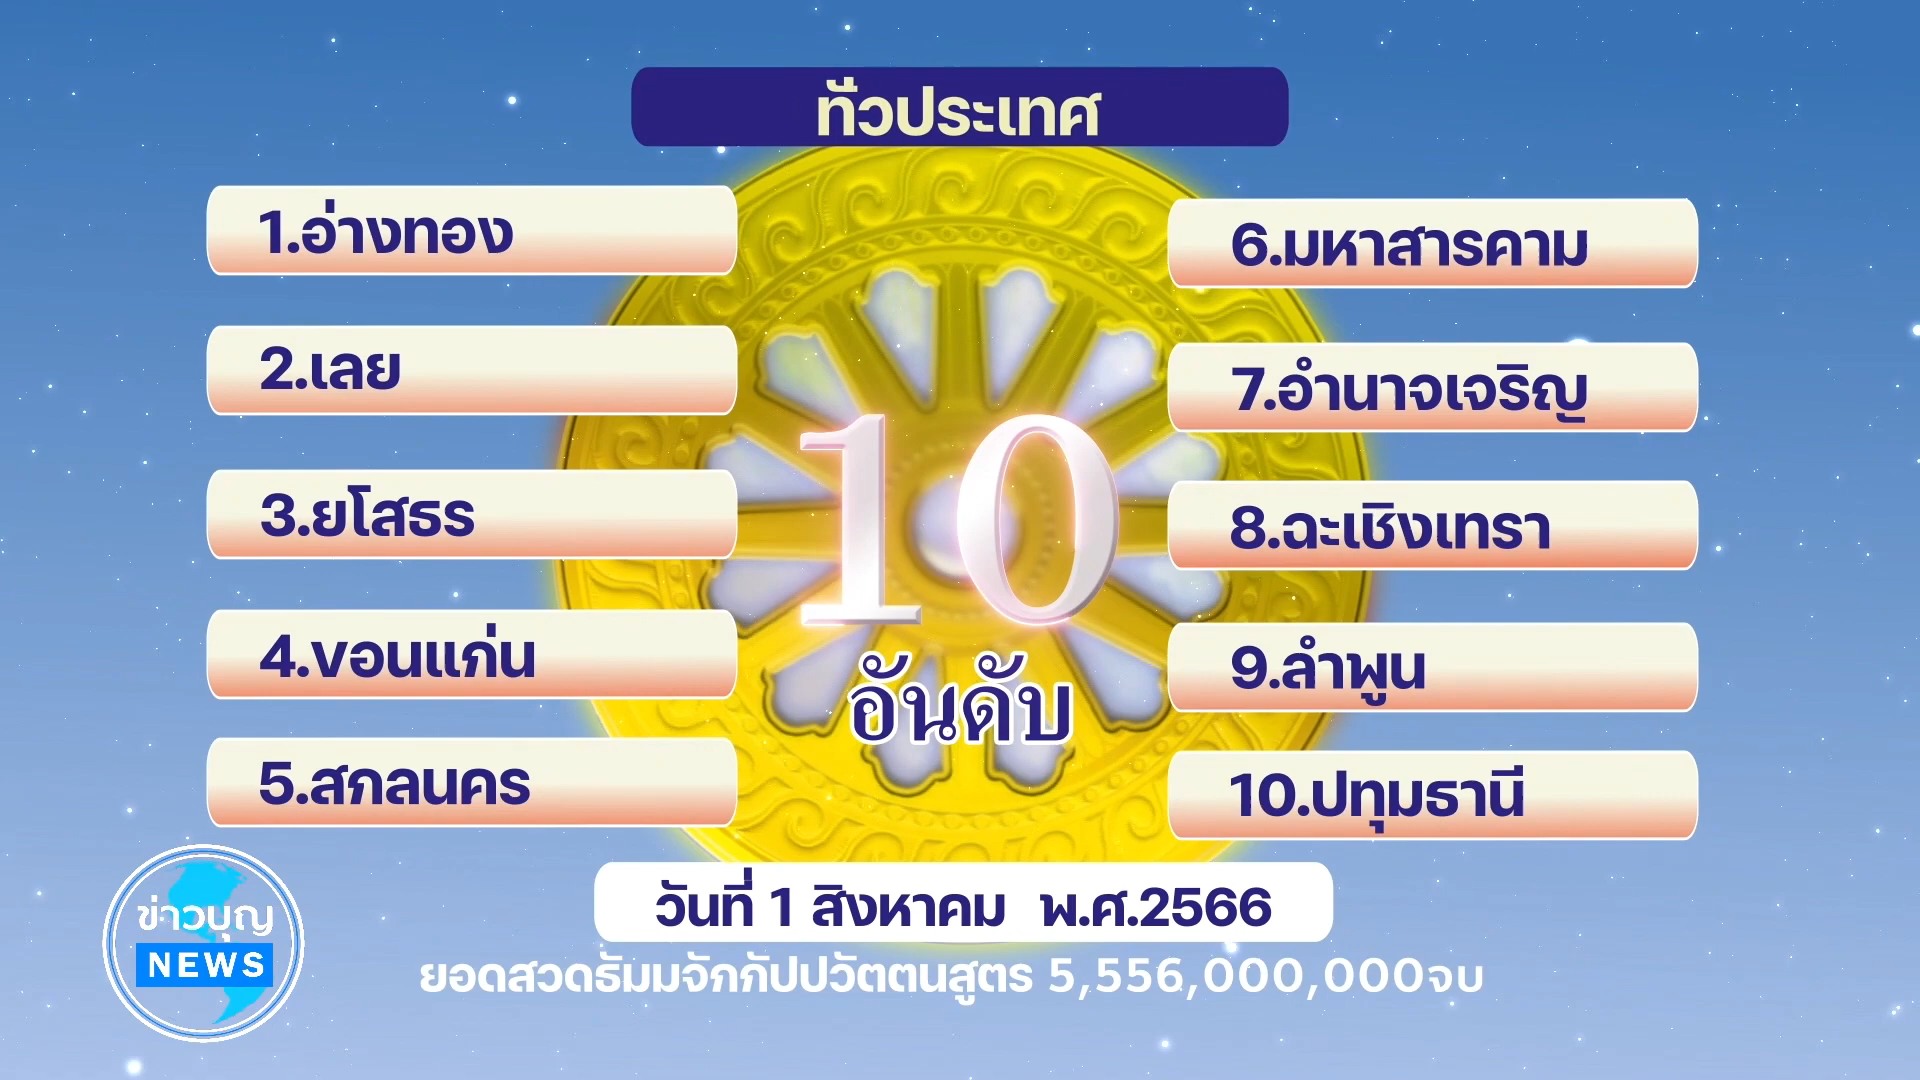 ทั่วประเทศ
1.อ่างทอง
2.เลย
3.ยโสธร
4.ขอนแก่น
5.สกลนคร
6.มหาสารคาม
7.อำนาจเจริญ
8.ฉะเชิงเทรา
9.ลำพูน
10.ปทุมธานี
10
อันดับ
วันที่ 1 สิงหาคม พ.ศ.2566
ยอดสวดธัมมจักกัปปวัตตนสูตร 5,556,000,000จบ
ข่าวบุญ
NEWS